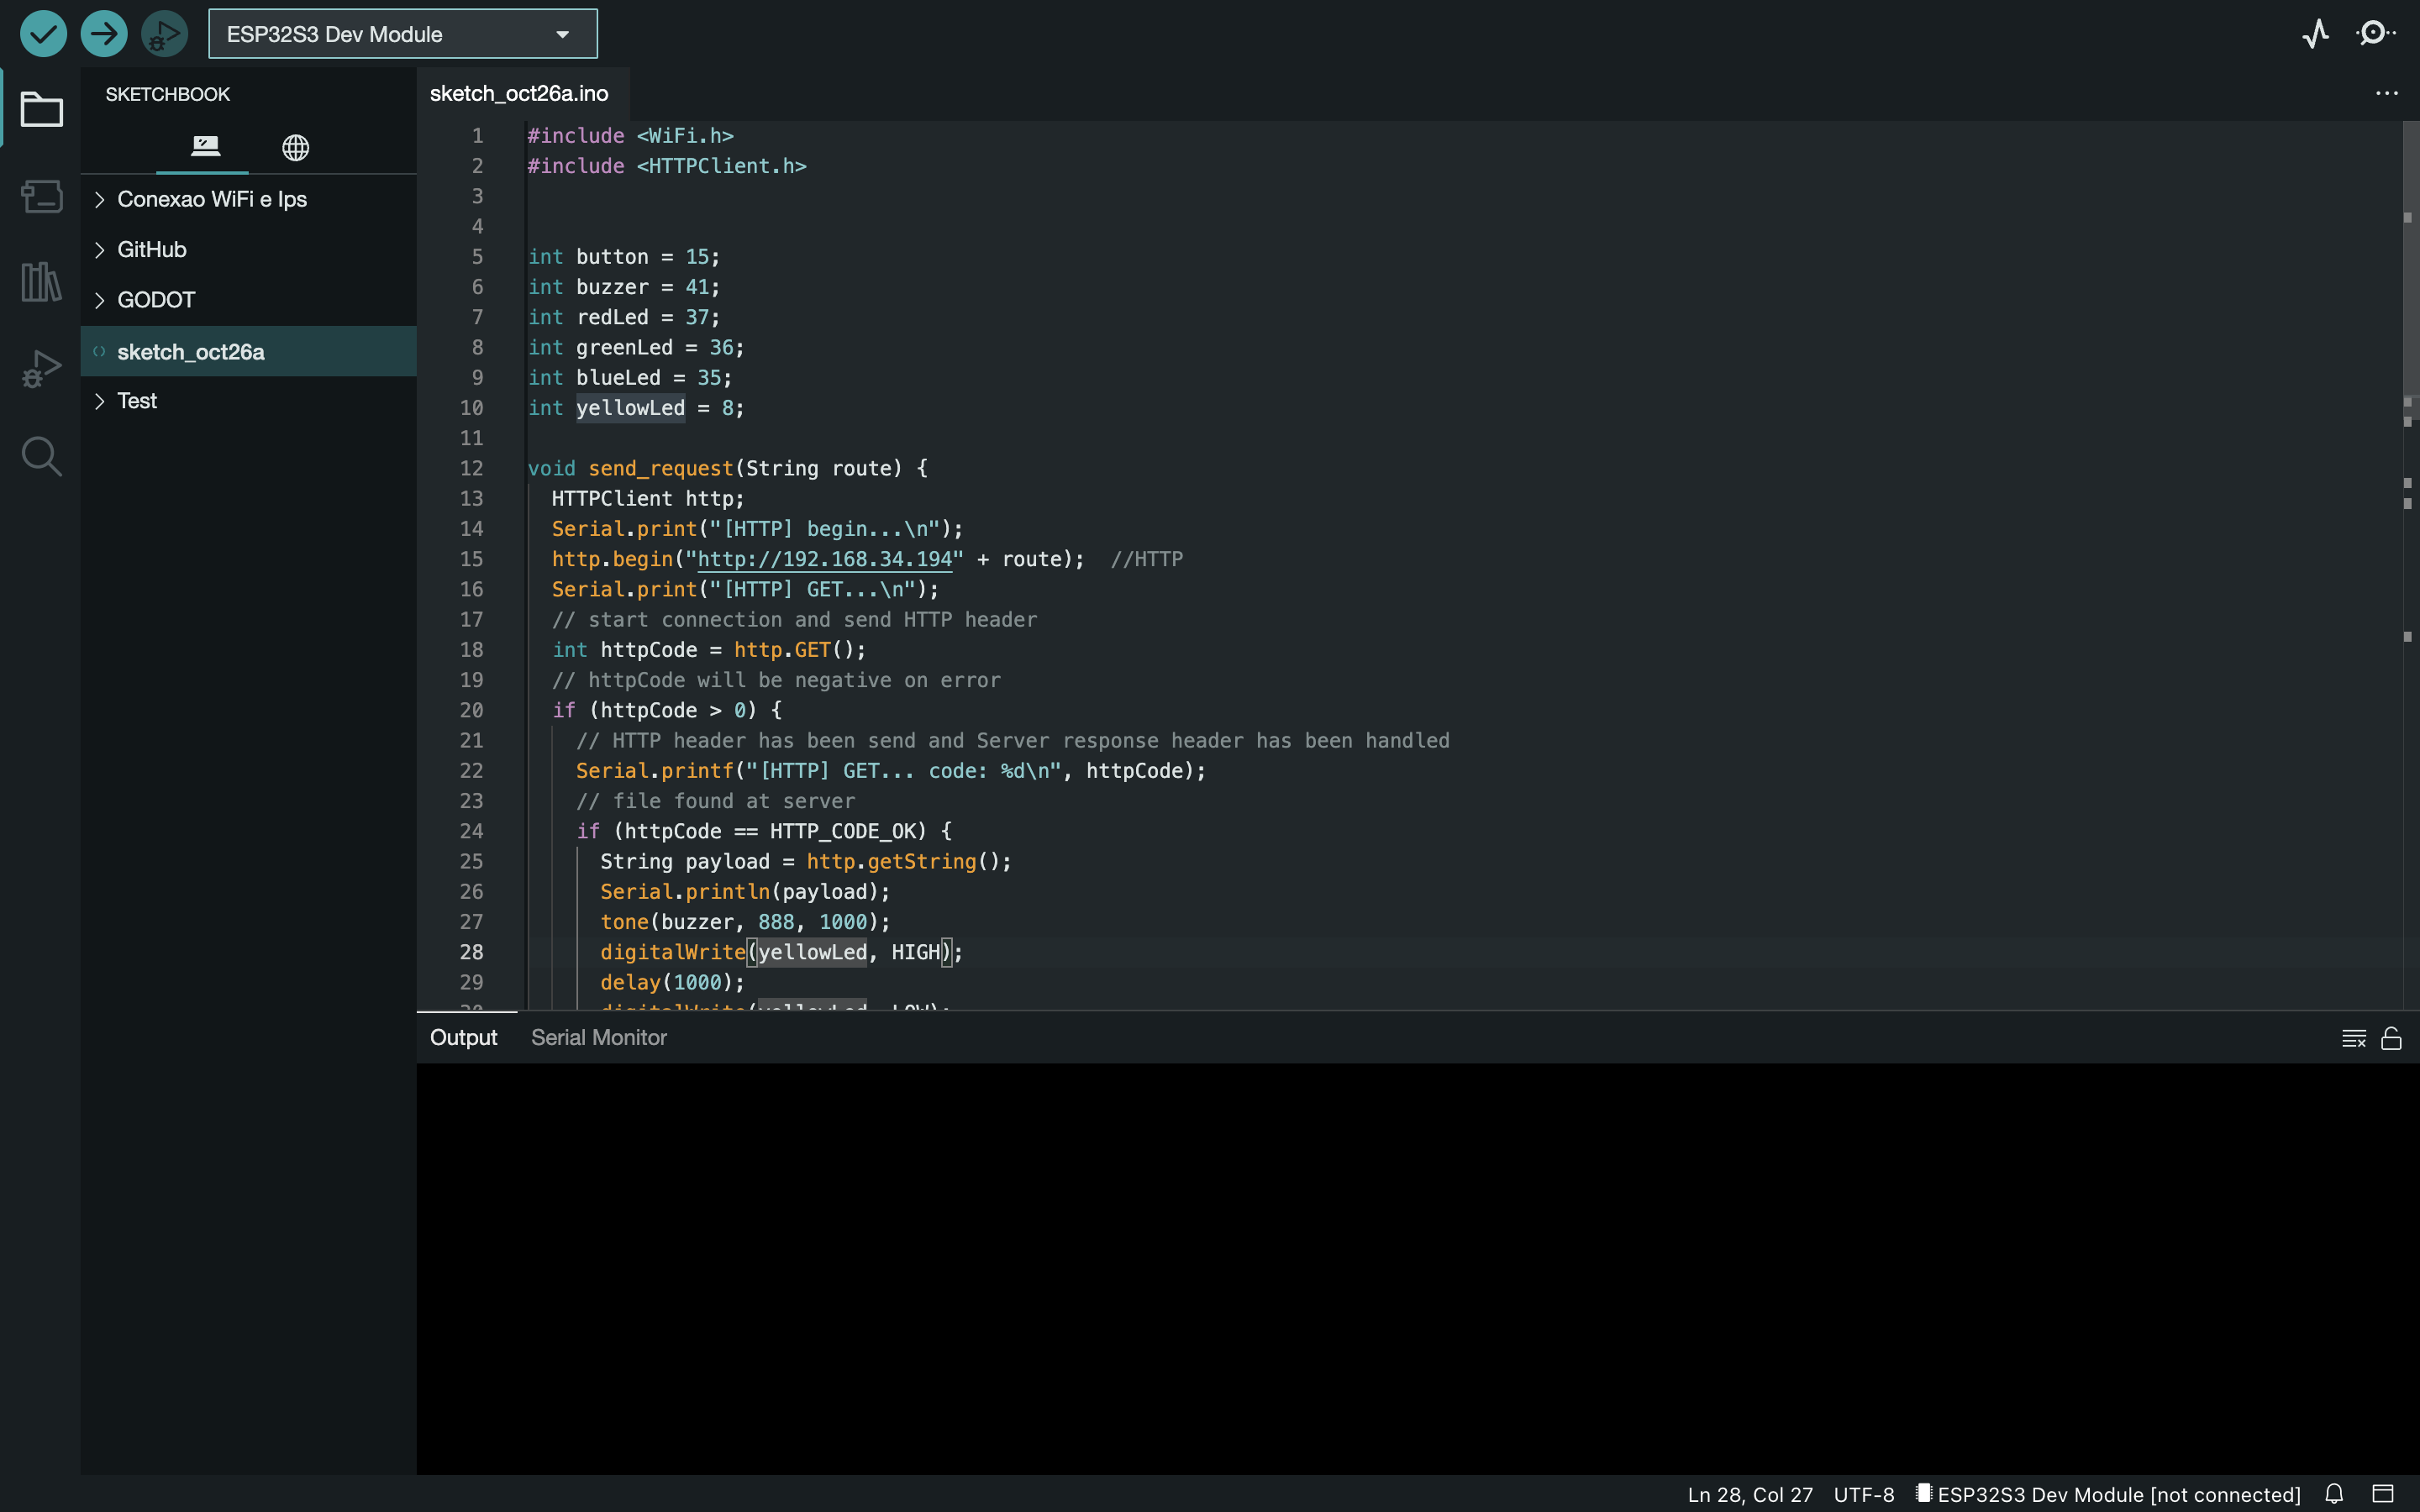 ESP32S3 Dev Module
SKETCHBOOK
Conexao WiFi e Ips
GitHub
GODOT
sketch_oct26a
Test
sketch_oct26a.ino
1 #include <WiFi.h>
2 #include <HTTPClient.h>
3
4
5 int button = 15;
6 int buzzer = 41;
7 int redLed = 37;
8 int greenLed = 36;
9 int blueLed = 35;
10 int yellowLed = 8;
11
12 void send_request(String route) {
13 HTTPClient http;
14 Serial.print("[HTTP] begin...\n");
15 http.begin("http://192.168.34.194" + route);  //HTTP
16 Serial.print("[HTTP] GET...\n");
17 // start connection and send HTTP header
18 int httpCode = http.GET();
19 // httpCode will be negative on error
20 if (httpCode > 0) {
21 // HTTP header has been send and Server response header has been handled
22 Serial.printf("[HTTP] GET... code: %d\n", httpCode);
23 // file found at server
24 if (httpCode == HTTP_CODE_OK) {
25 String payload = http.getString();
26 Serial.println(payload);
27 tone(buzzer, 888, 1000);
28 digitalWrite(yellowLed, HIGH);
29 delay(1000);
30 digitalWrite(yellowLed, LOW);
Output Serial Monitor
Ln 28, Col 27 UTF-8 ESP32S3 Dev Module [not connected]